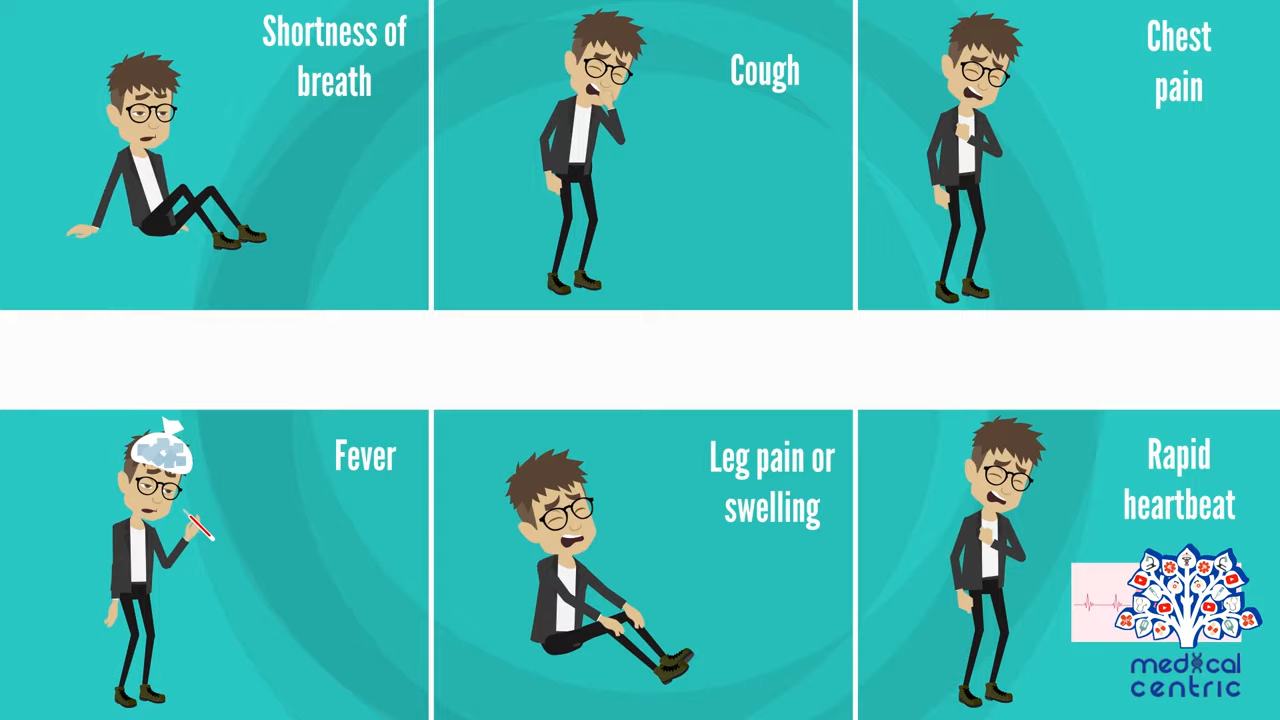 Shortness of
breath
Cough
Chest
pain
Fever
Leg pain or
swelling
Rapid
heartbeat
medical
centric